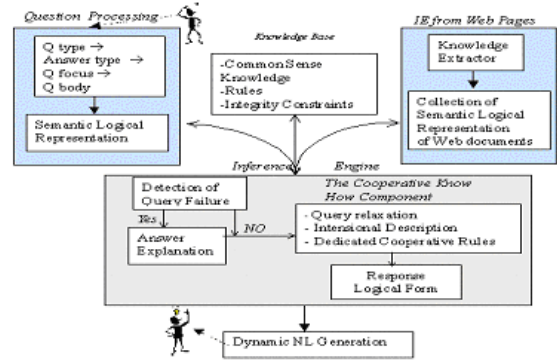 Question Processing
Q type →
Answer type →
Q focus →
Q body
Semantic Logical
Representation
Knowledge Base
-Common Sense
Knowledge
-Rules
-Integrity Constraints
IE from Web Pages
Knowledge
Extractor
Collection of
Semantic Logical
Representation
of Web documents
Inference Engine
Detection of
Query Failure
Yes
NO
Answer
Explanation
The Cooperative Know
How Component
- Query relaxation
- Intensional Description
- Dedicated Cooperative Rules
Response
Logical Form
Dynamic NL Generation